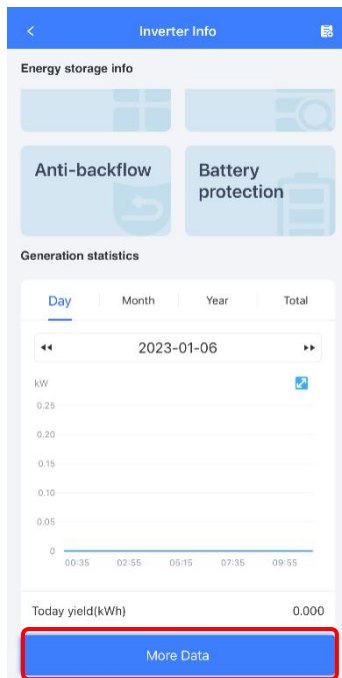 Inverter Info
Energy storage info
Anti-backflow
Battery
protection
Generation statistics
Day Month Year Total
2023-01-06
kW
0.25
0.20
0.15
0.10
0.05
0
00:35 02:55 05:15 07:35 09:55
Today yield(kWh) 0.000
More Data